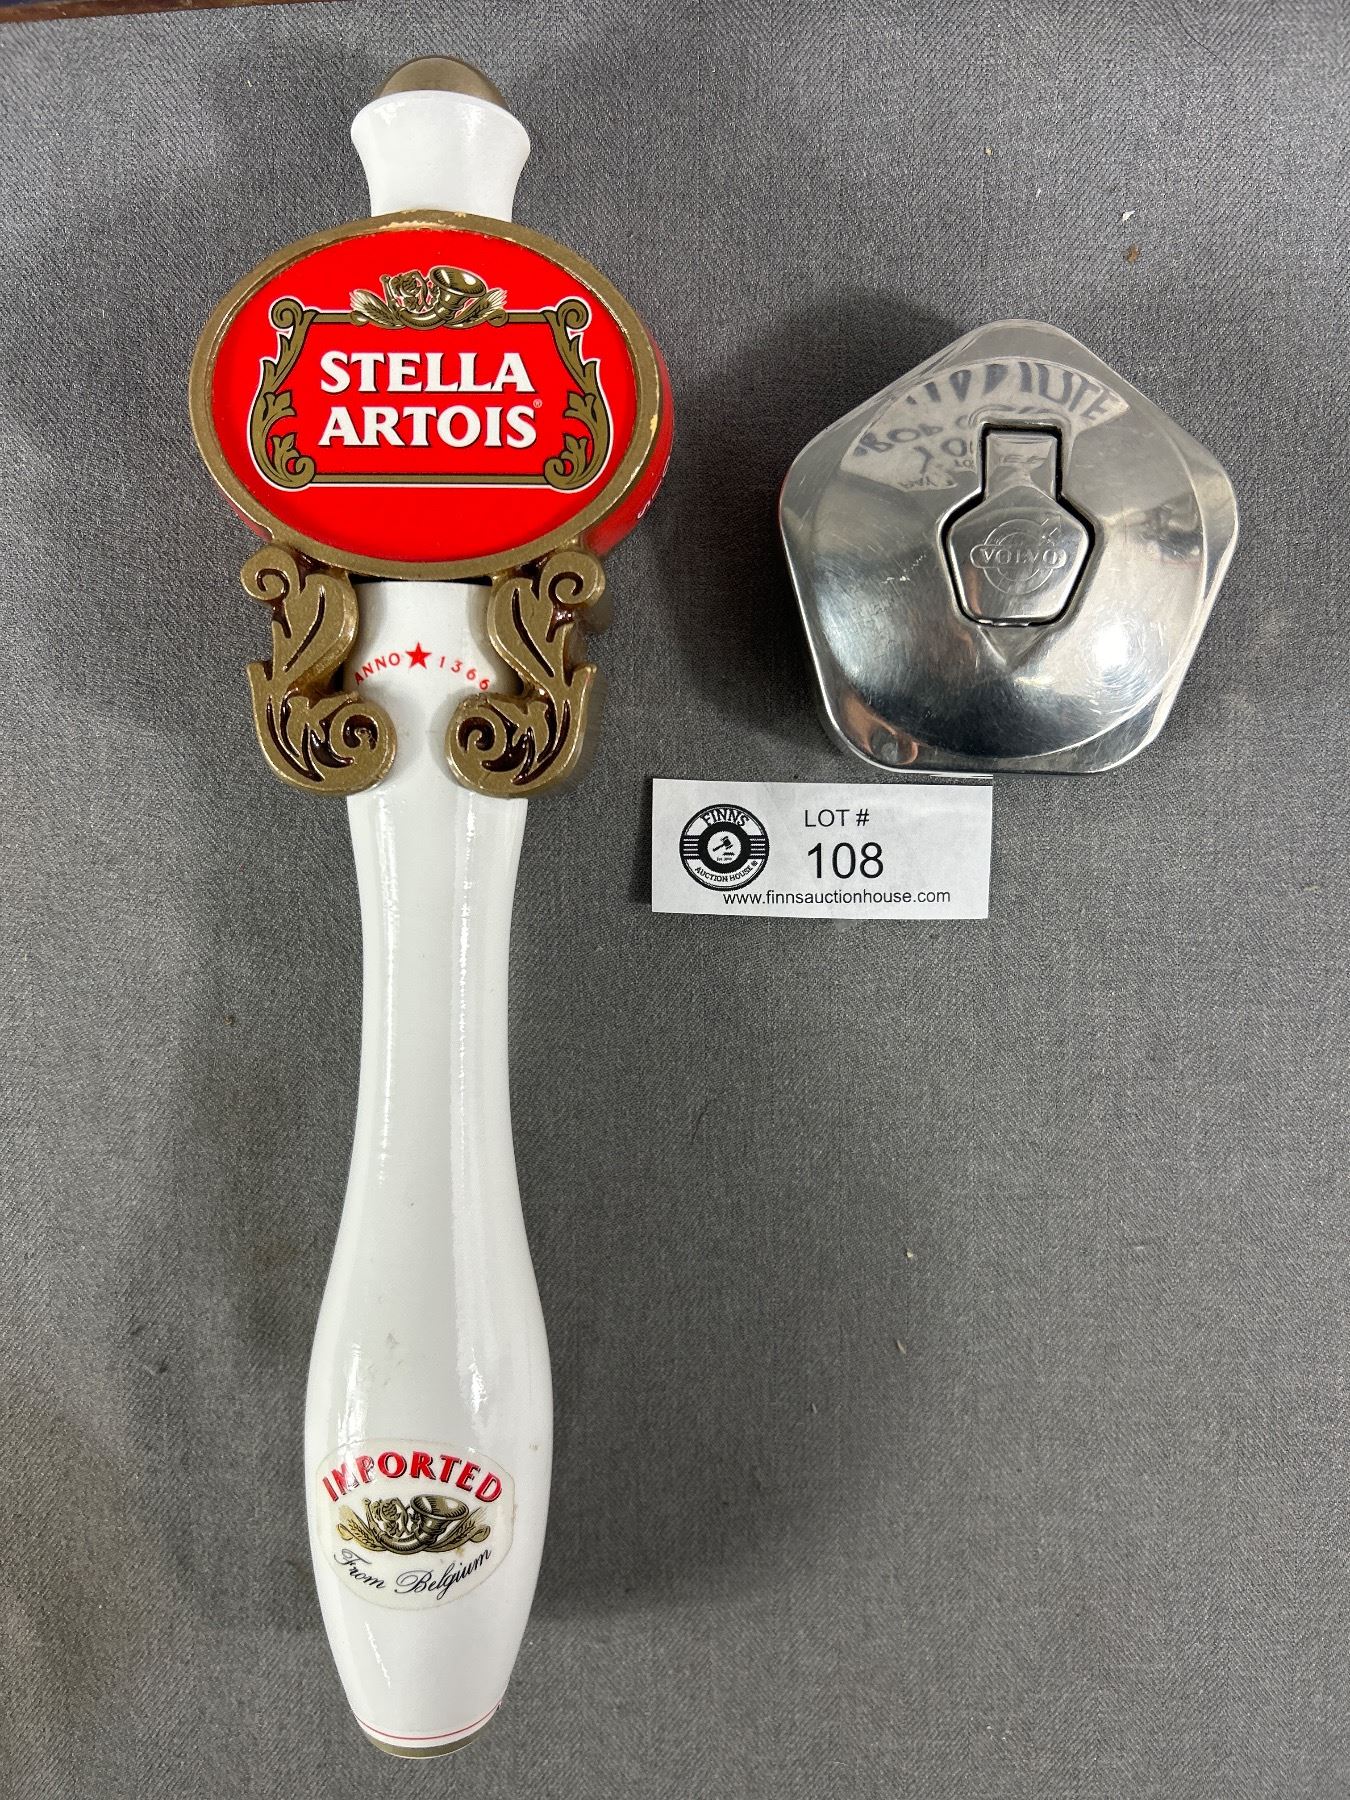 STELLA
ARTOIS®
ANNO ★ 1366
IMPORTED
From Belgium
VOLVO
FINNS
AUCTION HOUSE ®
LOT #
108
www.finnsauctionhouse.com